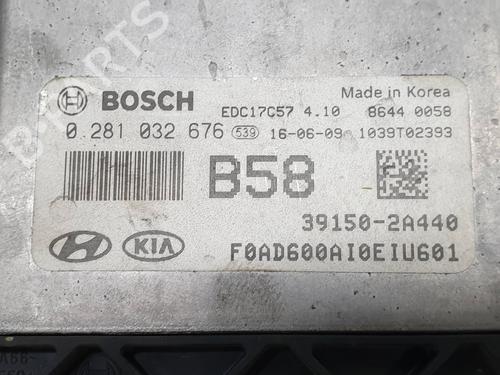 BOSCH
EDC17C57 4.10
Made in Korea
8644 0058
0 281 032 676 539 16-06-09 1039T02393
B58
39150-2A440
KIA
F0AD600AI0EIU601
PARTS